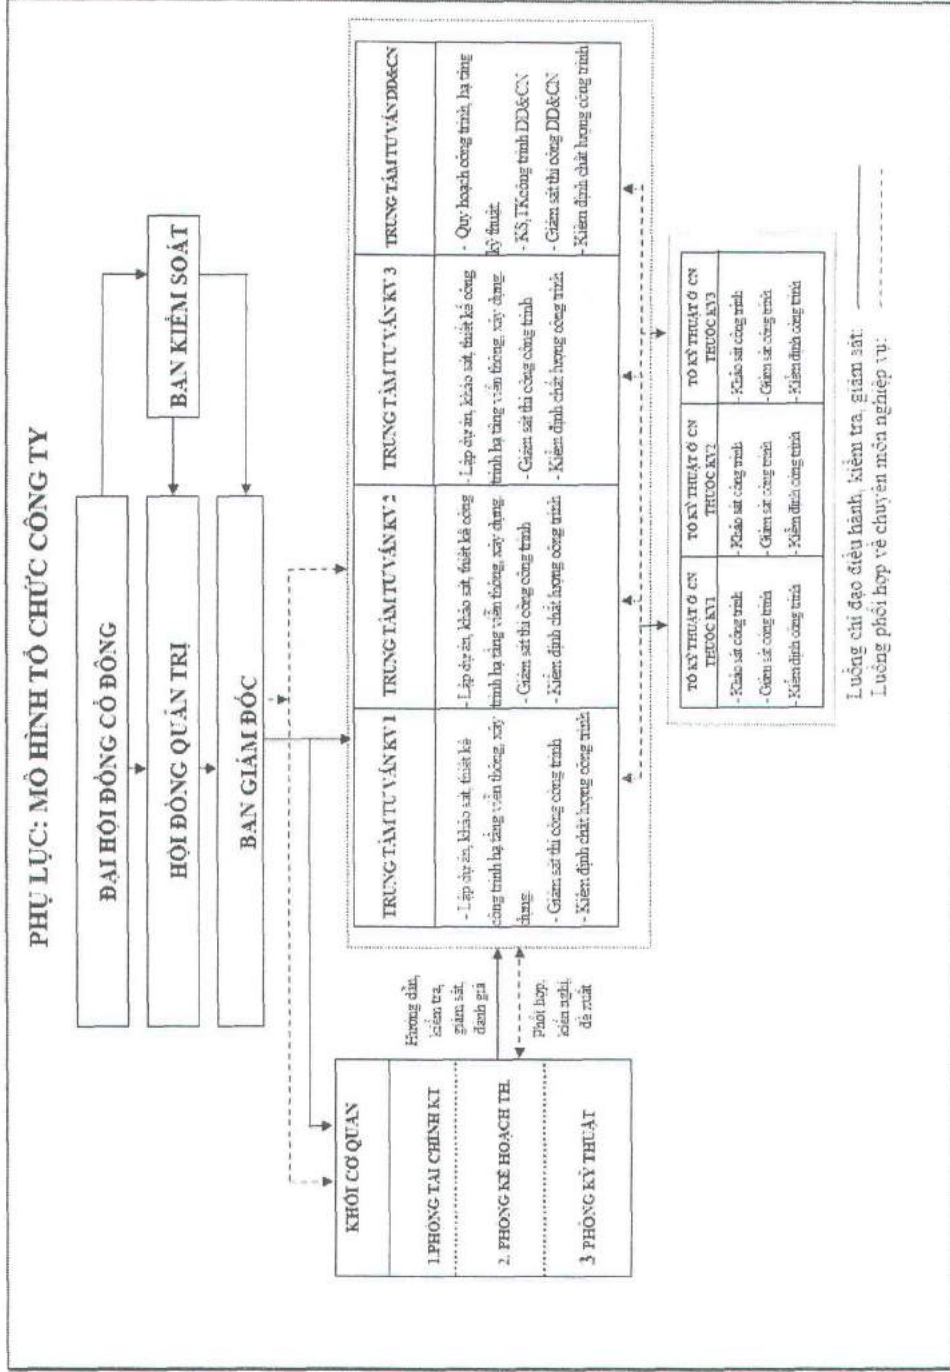 PHỤ LỤC: MÔ HÌNH TỔ CHỨC CÔNG TY
ĐẠI HỘI ĐỒNG CỔ ĐÔNG
HỘI ĐỒNG QUẢN TRỊ
BAN KIỂM SOÁT
BAN GIÁM ĐỐC
KHỐI CƠ QUAN
1.PHÒNG TÀI CHÍNH KT
2. PHÒNG KẾ HOẠCH TH.
3 PHÒNG KỸ THUẬT
Hướng dẫn,
kiểm tra,
giám sát,
đánh giá
Phối hợp,
kiến nghị,
đề xuất
TRUNG TÂM TƯ VẤN KV 1
- Lập dự án, khảo sát, thiết kế
công trình hạ tầng viễn thông, xây
dựng.
- Giám sát thi công công trình
- Kiểm định chất lượng công trình
TRUNG TÂM TƯ VẤN KV 2
- Lập dự án, khảo sát, thiết kế công
trình hạ tầng viễn thông, xây dựng.
- Giám sát thi công công trình
- Kiểm định chất lượng công trình
TRUNG TÂM TƯ VẤN KV 3
- Lập dự án, khảo sát, thiết kế công
trình hạ tầng viễn thông, xây dựng.
- Giám sát thi công công trình
- Kiểm định chất lượng công trình
TRUNG TÂM TƯ VẤN DD&CN
- Quy hoạch công trình, hạ tầng
kỹ thuật.
- KS,TKcông trình DD&CN
- Giám sát thi công DD&CN
- Kiểm định chất lượng công trình
TỔ KỸ THUẬT Ở CN
THUỘC KV1
- Khảo sát công trình
- Giám sát công trình
- Kiểm định công trình
TỔ KỸ THUẬT Ở CN
THUỘC KV2
- Khảo sát công trình
- Giám sát công trình
- Kiểm định công trình
TỔ KỸ THUẬT Ở CN
THUỘC KV3
- Khảo sát công trình
- Giám sát công trình
- Kiểm định công trình
Luồng chỉ đạo điều hành, kiểm tra, giám sát:
Luồng phối hợp về chuyên môn nghiệp vụ: